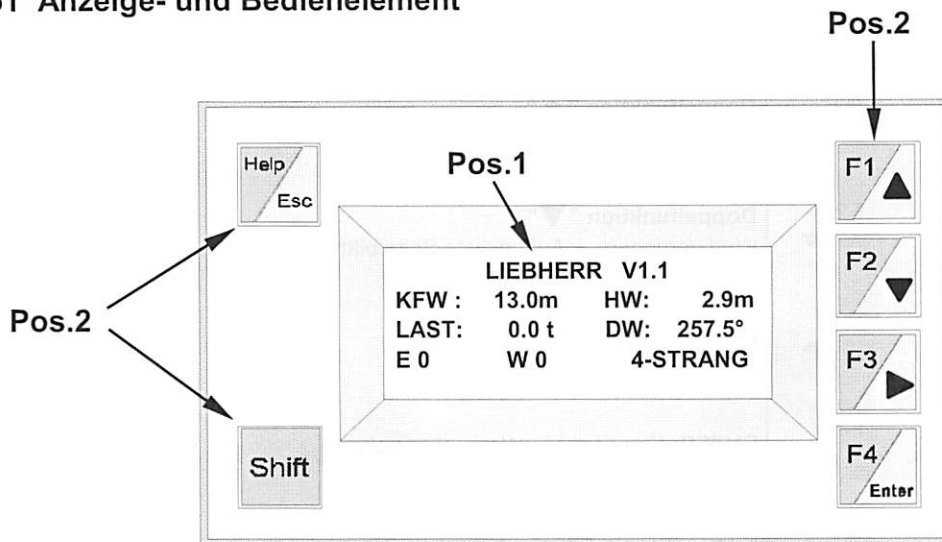 Anzeige- und Bedienelement
Pos.2
Help
Esc
Pos.1
F1
LIEBHERR V1.1
KFW : 13.0m HW: 2.9m
LAST: 0.0 t DW: 257.5°
E 0 W 0 4-STRANG
F2
Pos.2
F3
Shift
F4
Enter